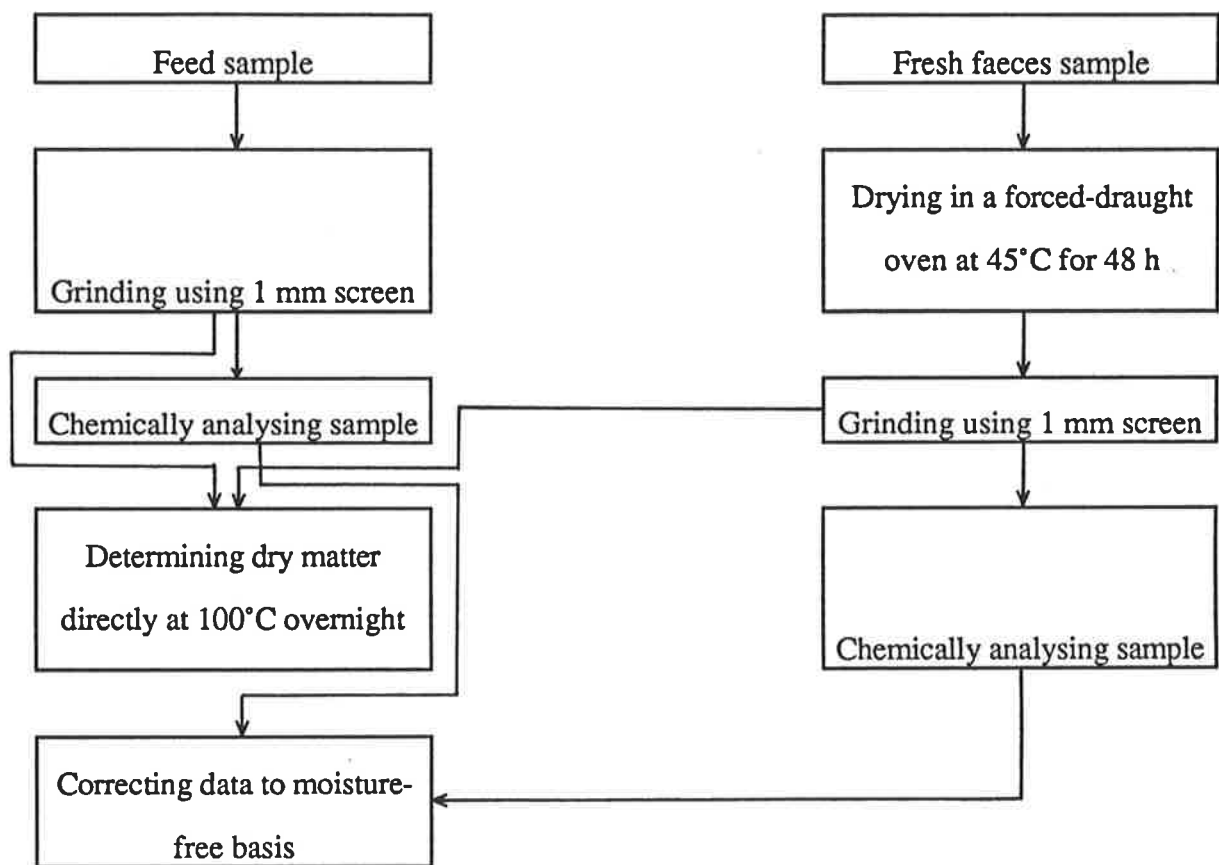 Feed sample
Grinding using 1 mm screen
Chemically analysing sample
Determining dry matter
directly at 100°C overnight
Correcting data to moisture-
free basis
Fresh faeces sample
Drying in a forced-draught
oven at 45°C for 48 h
Grinding using 1 mm screen
Chemically analysing sample